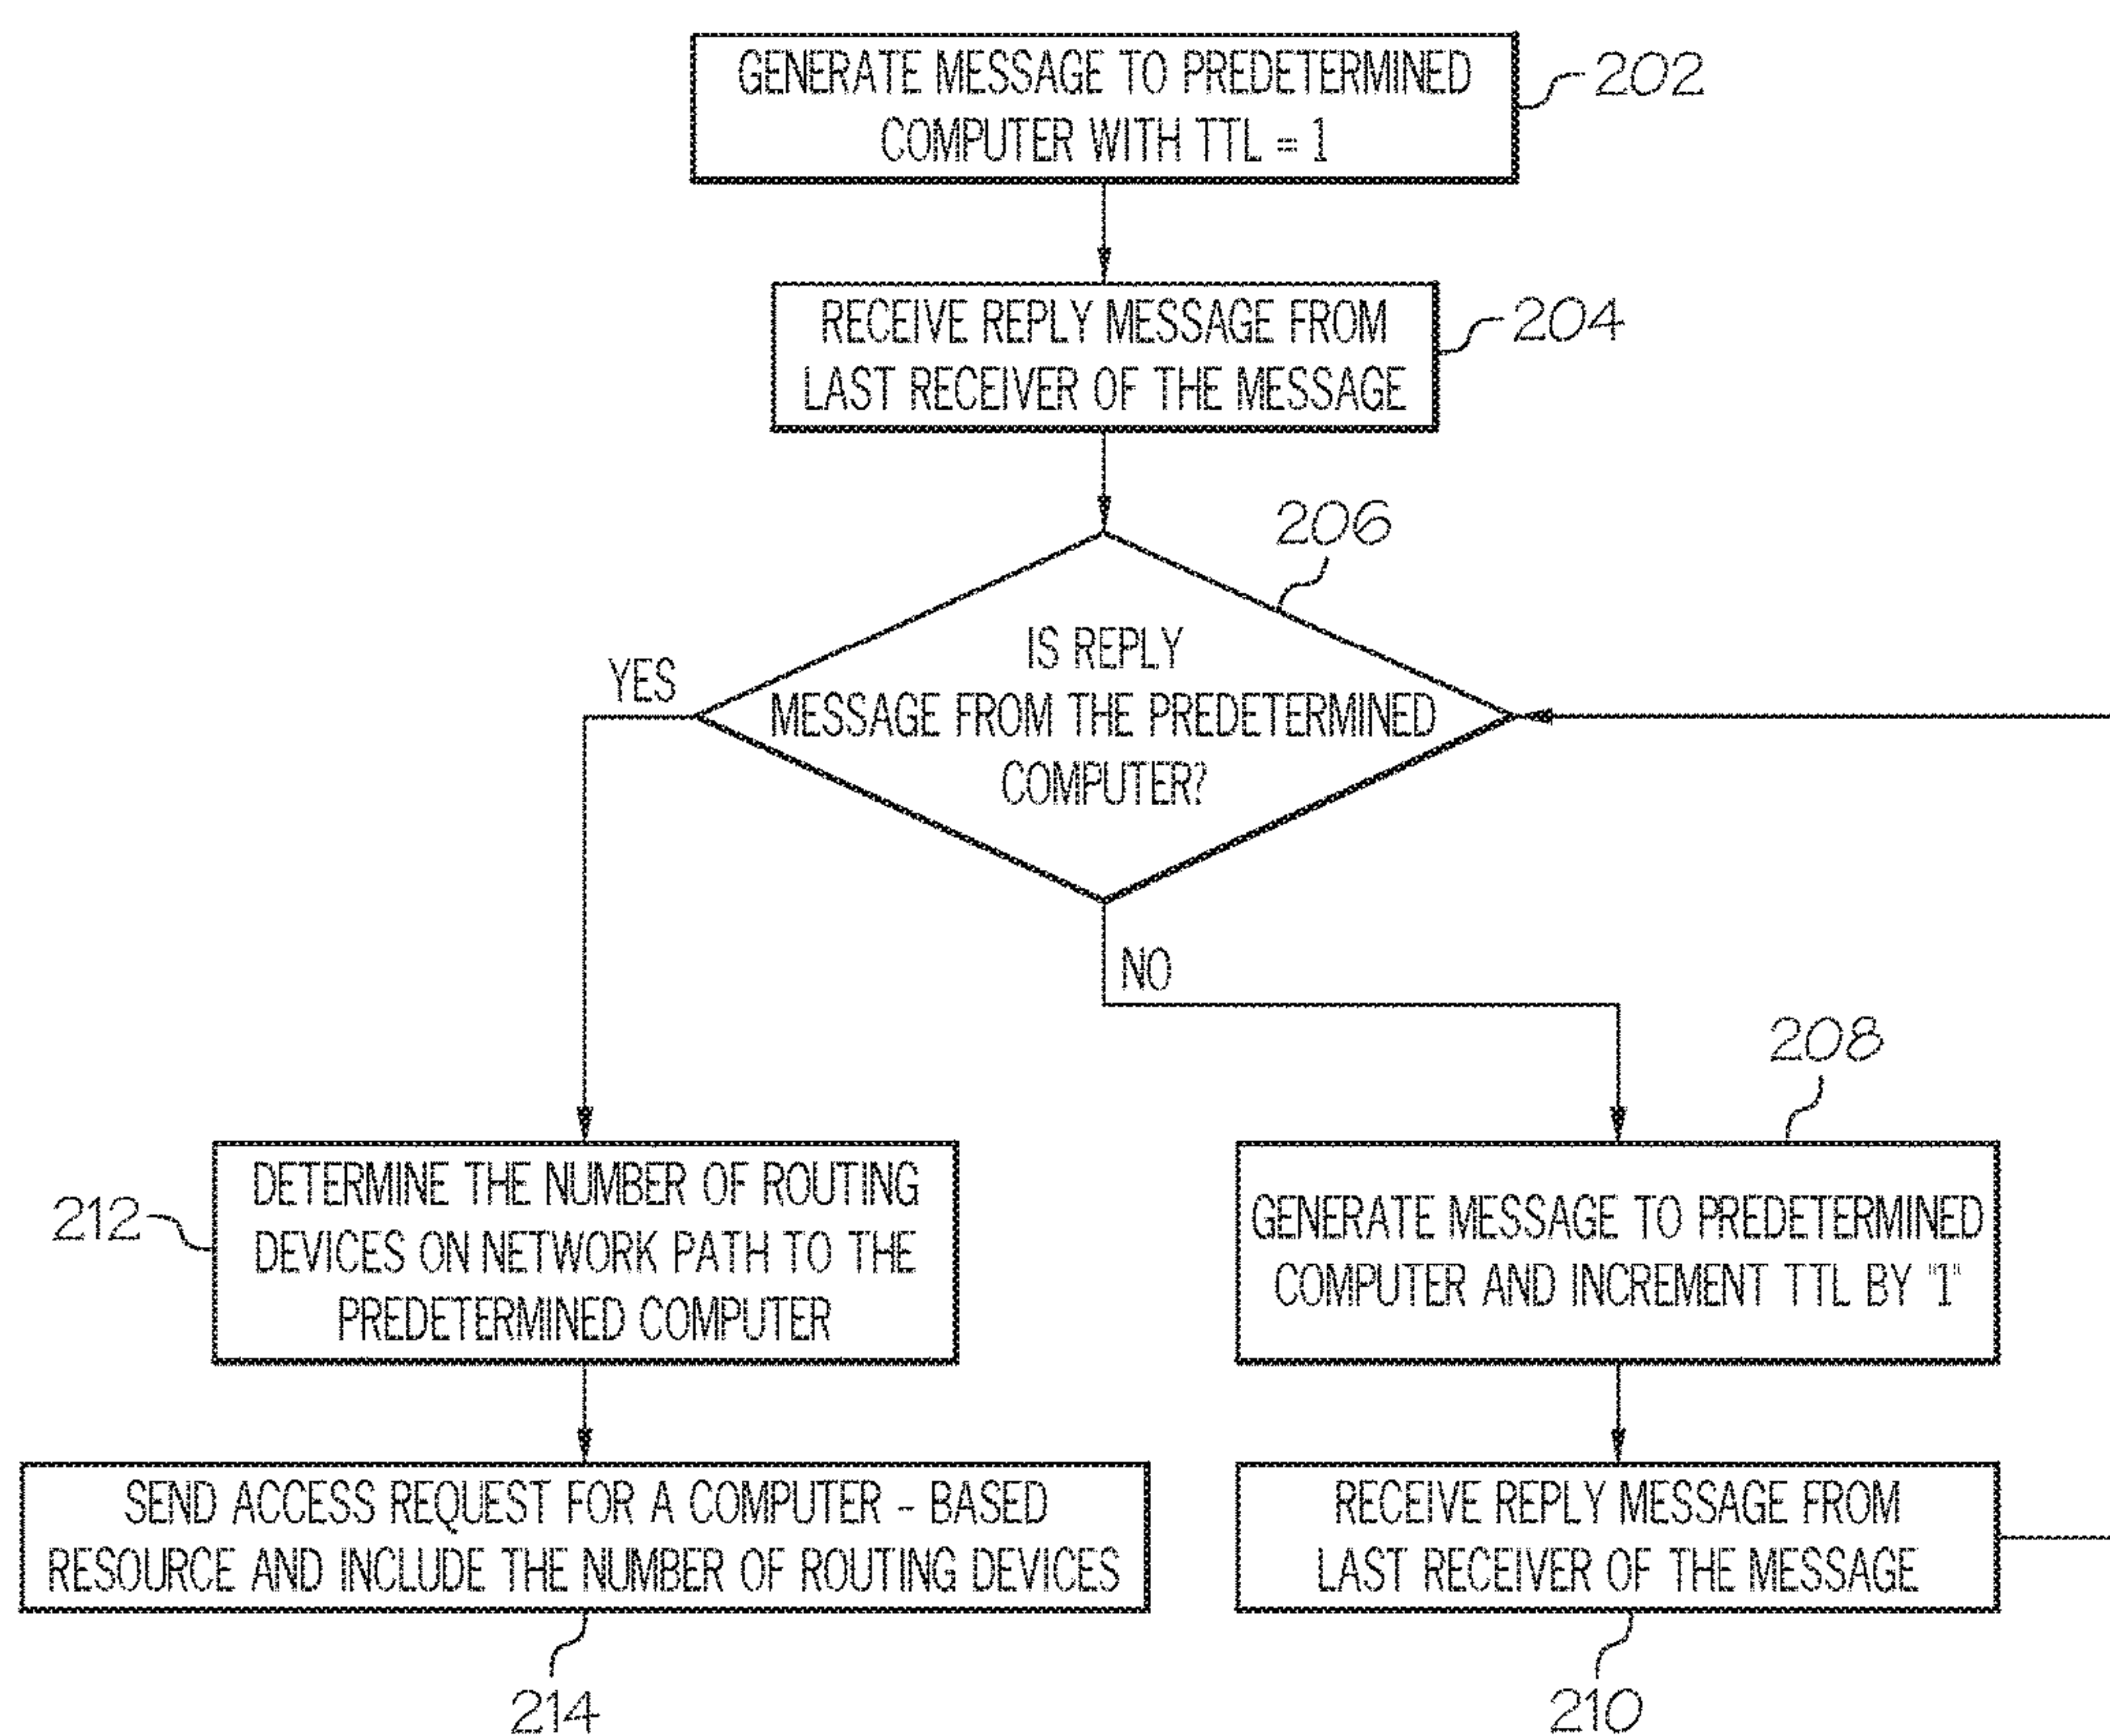 GENERATE MESSAGE TO PREDETERMINED
COMPUTER WITH TTL = 1
202
RECEIVE REPLY MESSAGE FROM
LAST RECEIVER OF THE MESSAGE
204
206
IS REPLY
MESSAGE FROM THE PREDETERMINED
COMPUTER?
YES
NO
208
212
DETERMINE THE NUMBER OF ROUTING
DEVICES ON NETWORK PATH TO THE
PREDETERMINED COMPUTER
GENERATE MESSAGE TO PREDETERMINED
COMPUTER AND INCREMENT TTL BY "1"
SEND ACCESS REQUEST FOR A COMPUTER - BASED
RESOURCE AND INCLUDE THE NUMBER OF ROUTING DEVICES
RECEIVE REPLY MESSAGE FROM
LAST RECEIVER OF THE MESSAGE
214
210